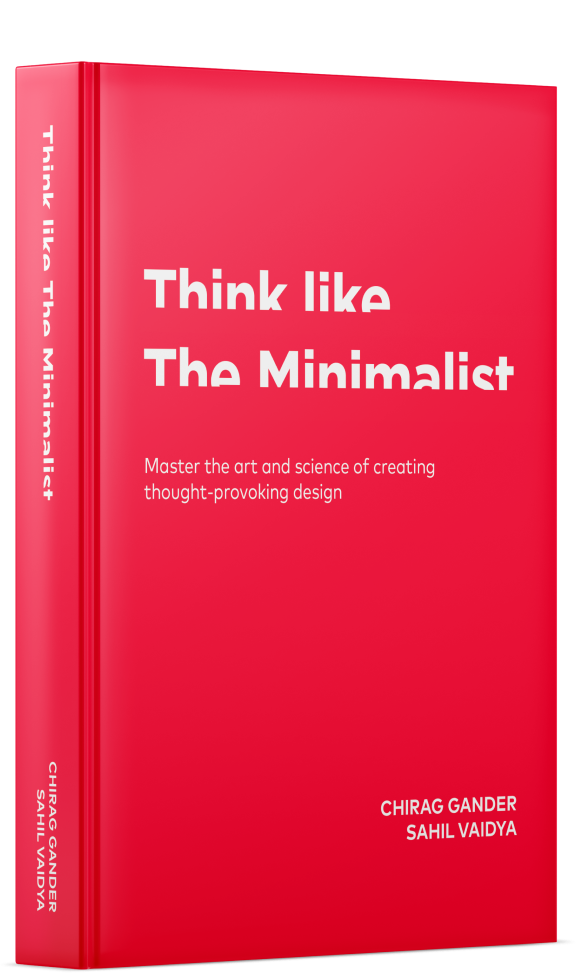 Think like
The Minimalist
Master the art and science of creating
thought-provoking design
CHIRAG GANDER
SAHIL VAIDYA
Think like The Minimalist
CHIRAG GANDER
SAHIL VAIDYA